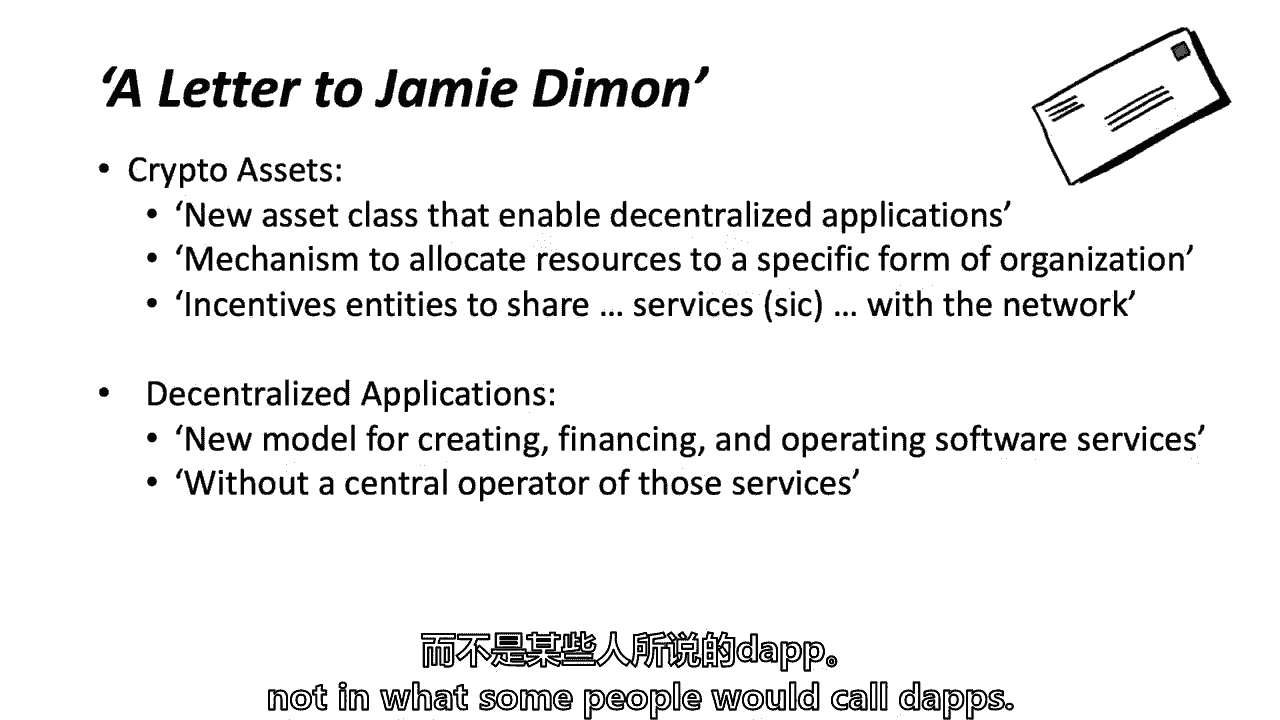 ‘A Letter to Jamie Dimon’
• Crypto Assets:
• ‘New asset class that enable decentralized applications’
• ‘Mechanism to allocate resources to a specific form of organization’
• ‘Incentives entities to share … services (sic) … with the network’
• Decentralized Applications:
• ‘New model for creating, financing, and operating software services’
• ‘Without a central operator of those services’
而不是某些人所说的dapp。
not in what some people would call dapps.